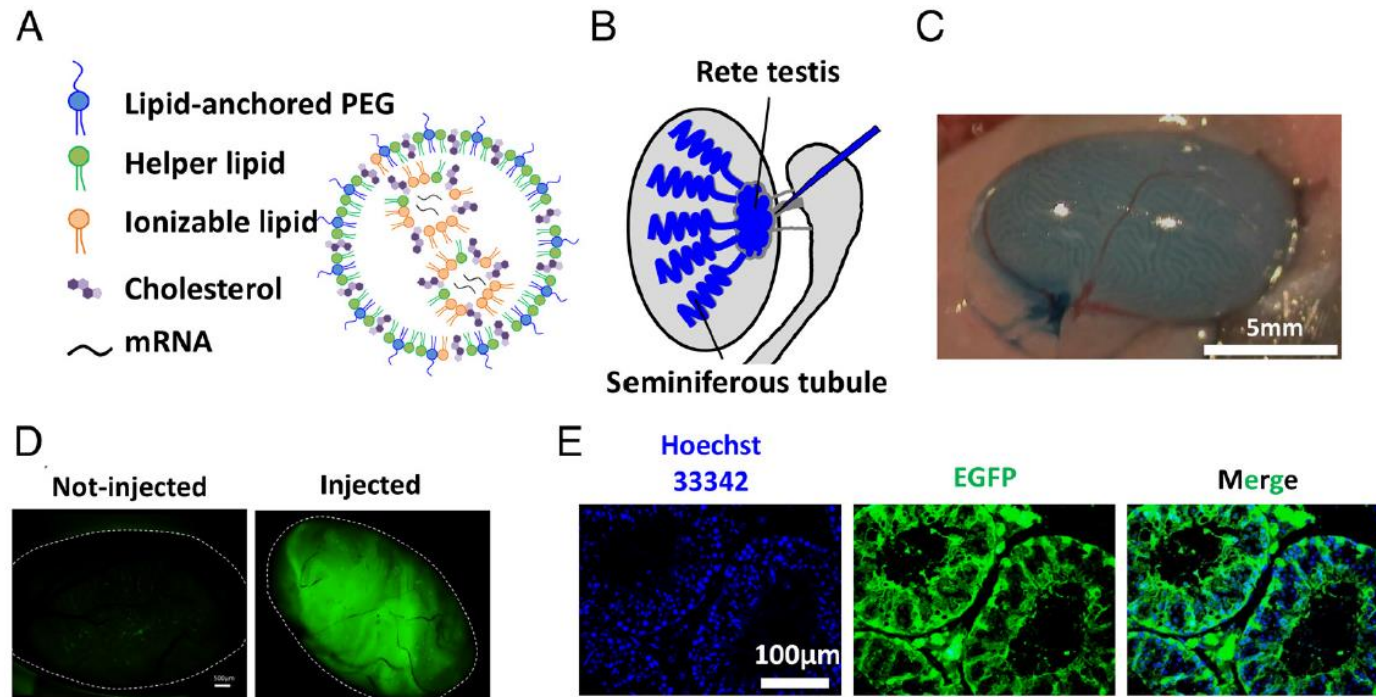 A
Lipid-anchored PEG
Helper lipid
Ionizable lipid
Cholesterol
mRNA
B
Rete testis
Seminiferous tubule
C
5mm
D
Not-injected
Injected
500μm
E
Hoechst
33342
EGFP
Merge
100μm